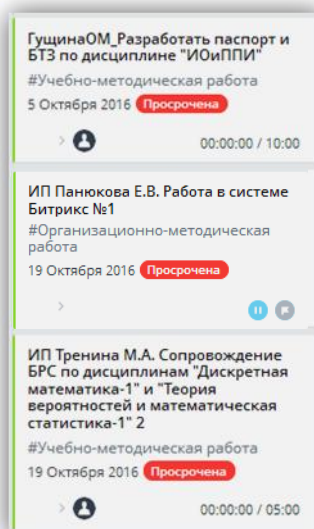 ГущинаОМ_Разработать паспорт и
БТЗ по дисциплине "ИОиППИ"
#Учебно-методическая работа
5 Октября 2016 Просрочена
00:00:00 / 10:00
ИП Панюкова Е.В. Работа в системе
Битрикс №1
#Организационно-методическая
работа
19 Октября 2016 Просрочена
ИП Тренина М.А. Сопровождение
БРС по дисциплинам "Дискретная
математика-1" и "Теория
вероятностей и математическая
статистика-1" 2
#Учебно-методическая работа
19 Октября 2016 Просрочена
00:00:00 / 05:00